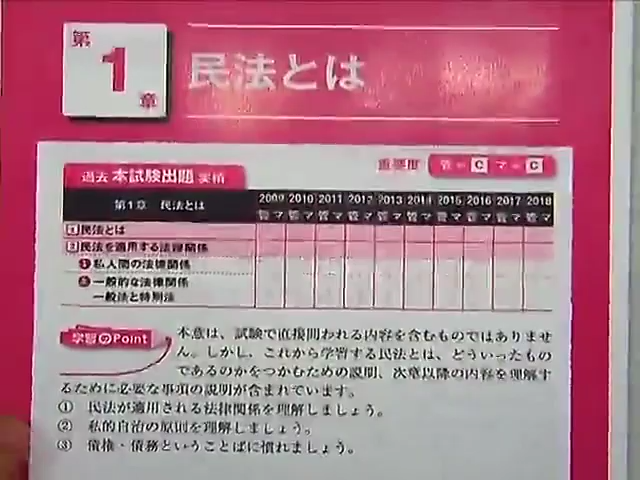 第1章
民法とは
重要度 管=C マ=C
過去 本試験出題 実績
第1章 民法とは 2009 2010 2011 2012 2013 2014 2015 2016 2017 2018
管マ 管マ 管マ 管マ 管マ 管マ 管マ 管マ 管マ 管マ
1 民法とは
2 民法を適用する法律関係
❶ 私人間の法律関係
❷ 一般的な法律関係
一般法と特別法
学習のPoint
本章は、試験で直接問われる内容を含むものではありませ
ん。しかし、これから学習する民法とは、どういったもの
であるのかをつかむための説明、次章以降の内容を理解す
るために必要な事項の説明が含まれています。
① 民法が適用される法律関係を理解しましょう。
② 私的自治の原則を理解しましょう。
③ 債権・債務ということばに慣れましょう。